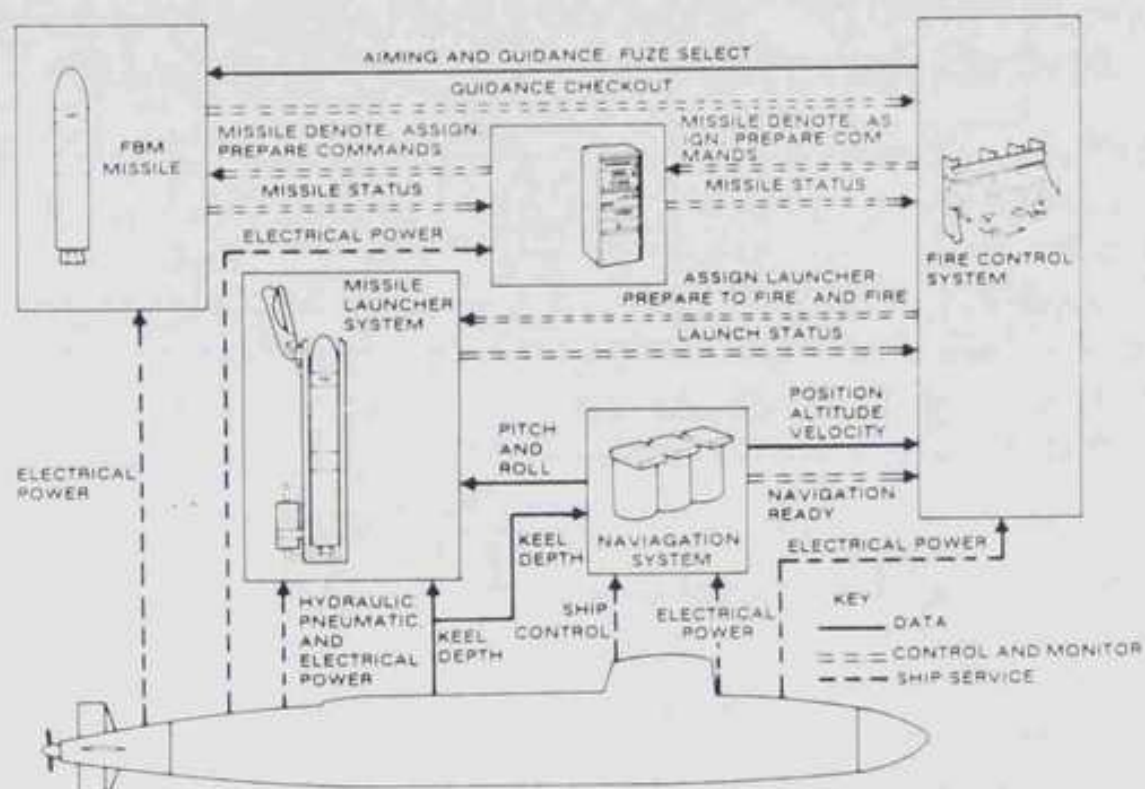 AIMING AND GUIDANCE. FUZE SELECT
GUIDANCE CHECKOUT
FBM
MISSILE
MISSILE DENOTE, ASSIGN,
PREPARE COMMANDS
MISSILE STATUS
MISSILE DENOTE, AS
IGN, PREPARE COM
MANDS
MISSILE STATUS
ELECTRICAL POWER
FIRE CONTROL
SYSTEM
MISSILE
LAUNCHER
SYSTEM
ASSIGN LAUNCHER
PREPARE TO FIRE, AND FIRE
LAUNCH STATUS
PITCH
AND
ROLL
POSITION
ALTITUDE
VELOCITY
NAVIGATION
READY
ELECTRICAL
POWER
KEEL
DEPTH
NAVIAGATION
SYSTEM
ELECTRICAL POWER
HYDRAULIC
PNEUMATIC,
AND
ELECTRICAL
POWER
KEEL
DEPTH
SHIP
CONTROL
ELECTRICAL
POWER
KEY
DATA
CONTROL AND MONITOR
SHIP SERVICE